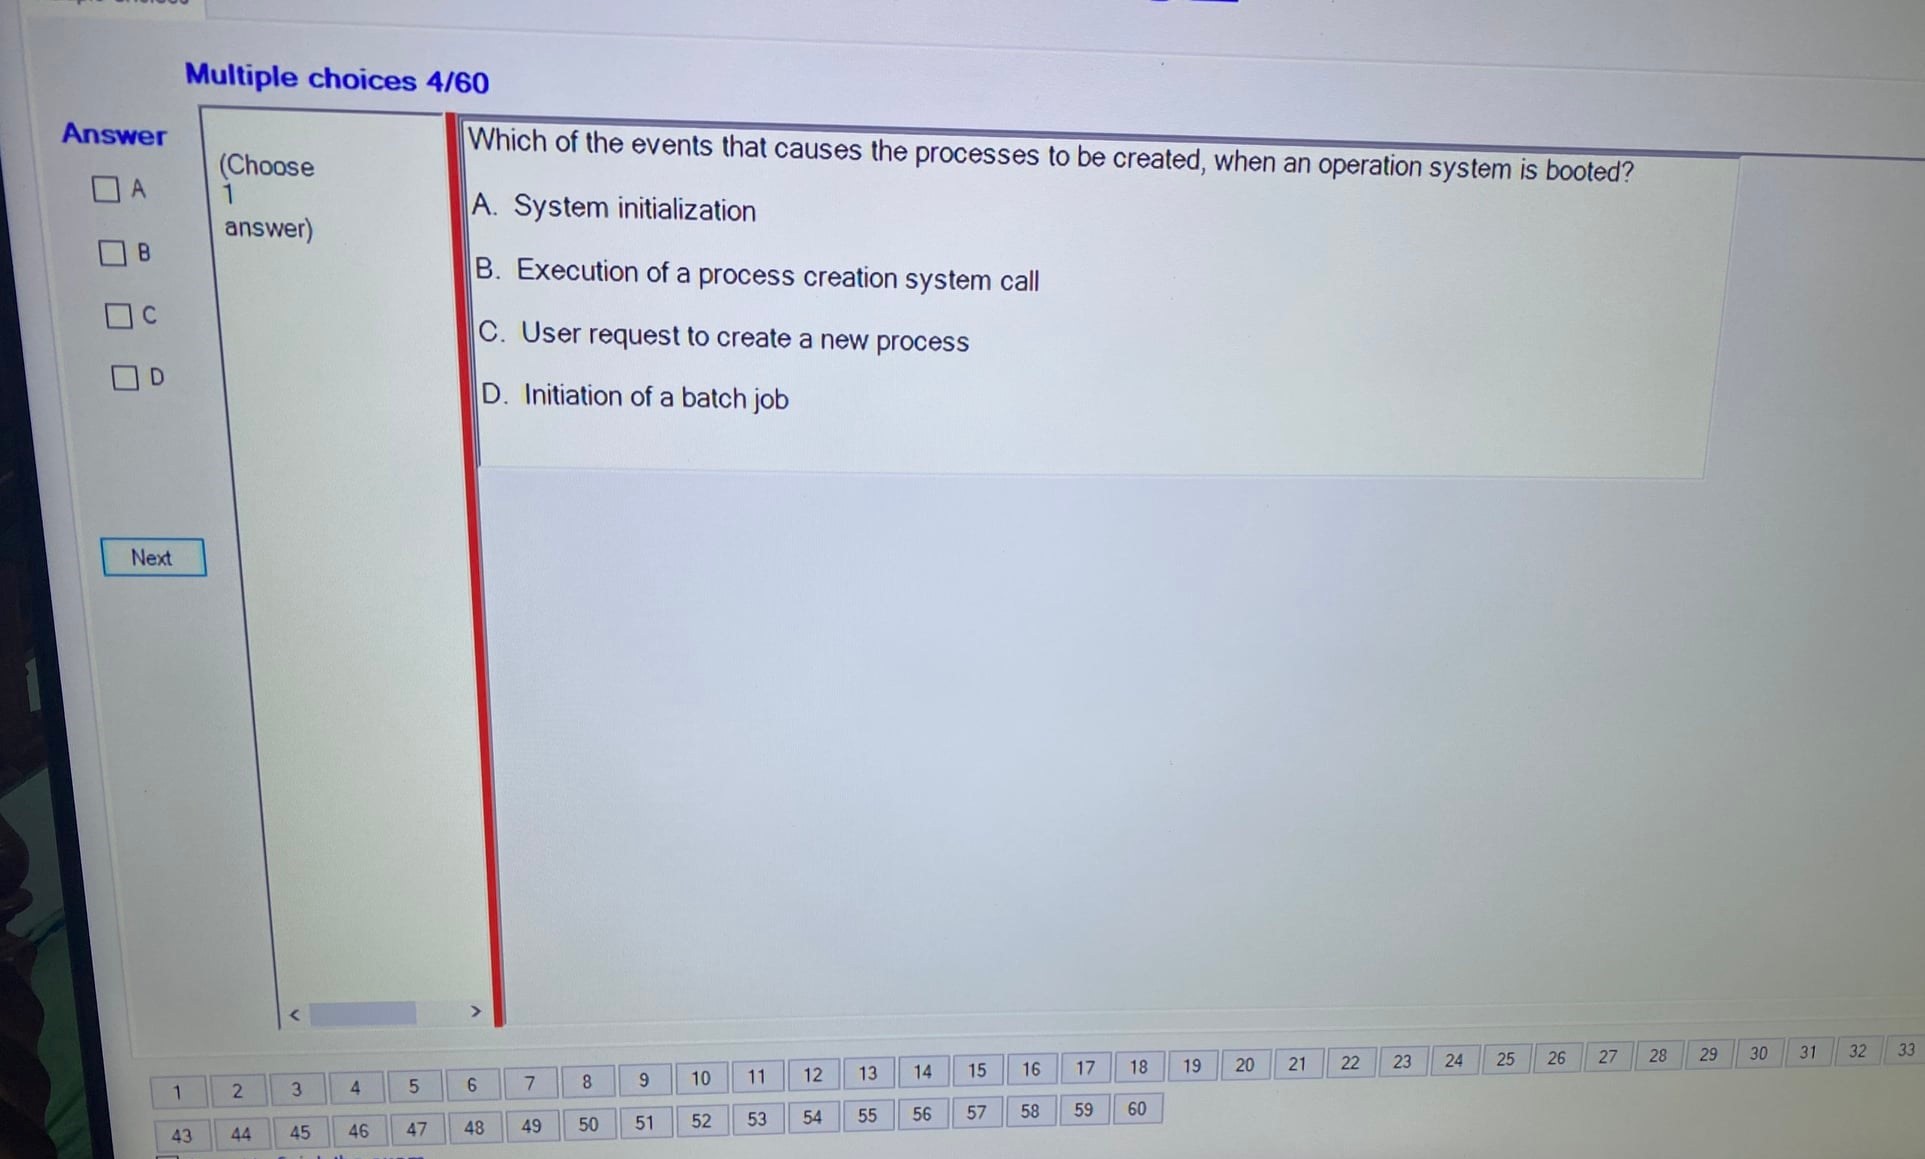 Multiple choices 4/60
Answer
A
B
C
D
(Choose
1
answer)
Which of the events that causes the processes to be created, when an operation system is booted?
A. System initialization
B. Execution of a process creation system call
C. User request to create a new process
D. Initiation of a batch job
Next
< >
1 2 3 4 5 6 7 8 9 10 11 12 13 14 15 16 17 18 19 20 21 22 23 24 25 26 27 28 29 30 31 32 33
43 44 45 46 47 48 49 50 51 52 53 54 55 56 57 58 59 60